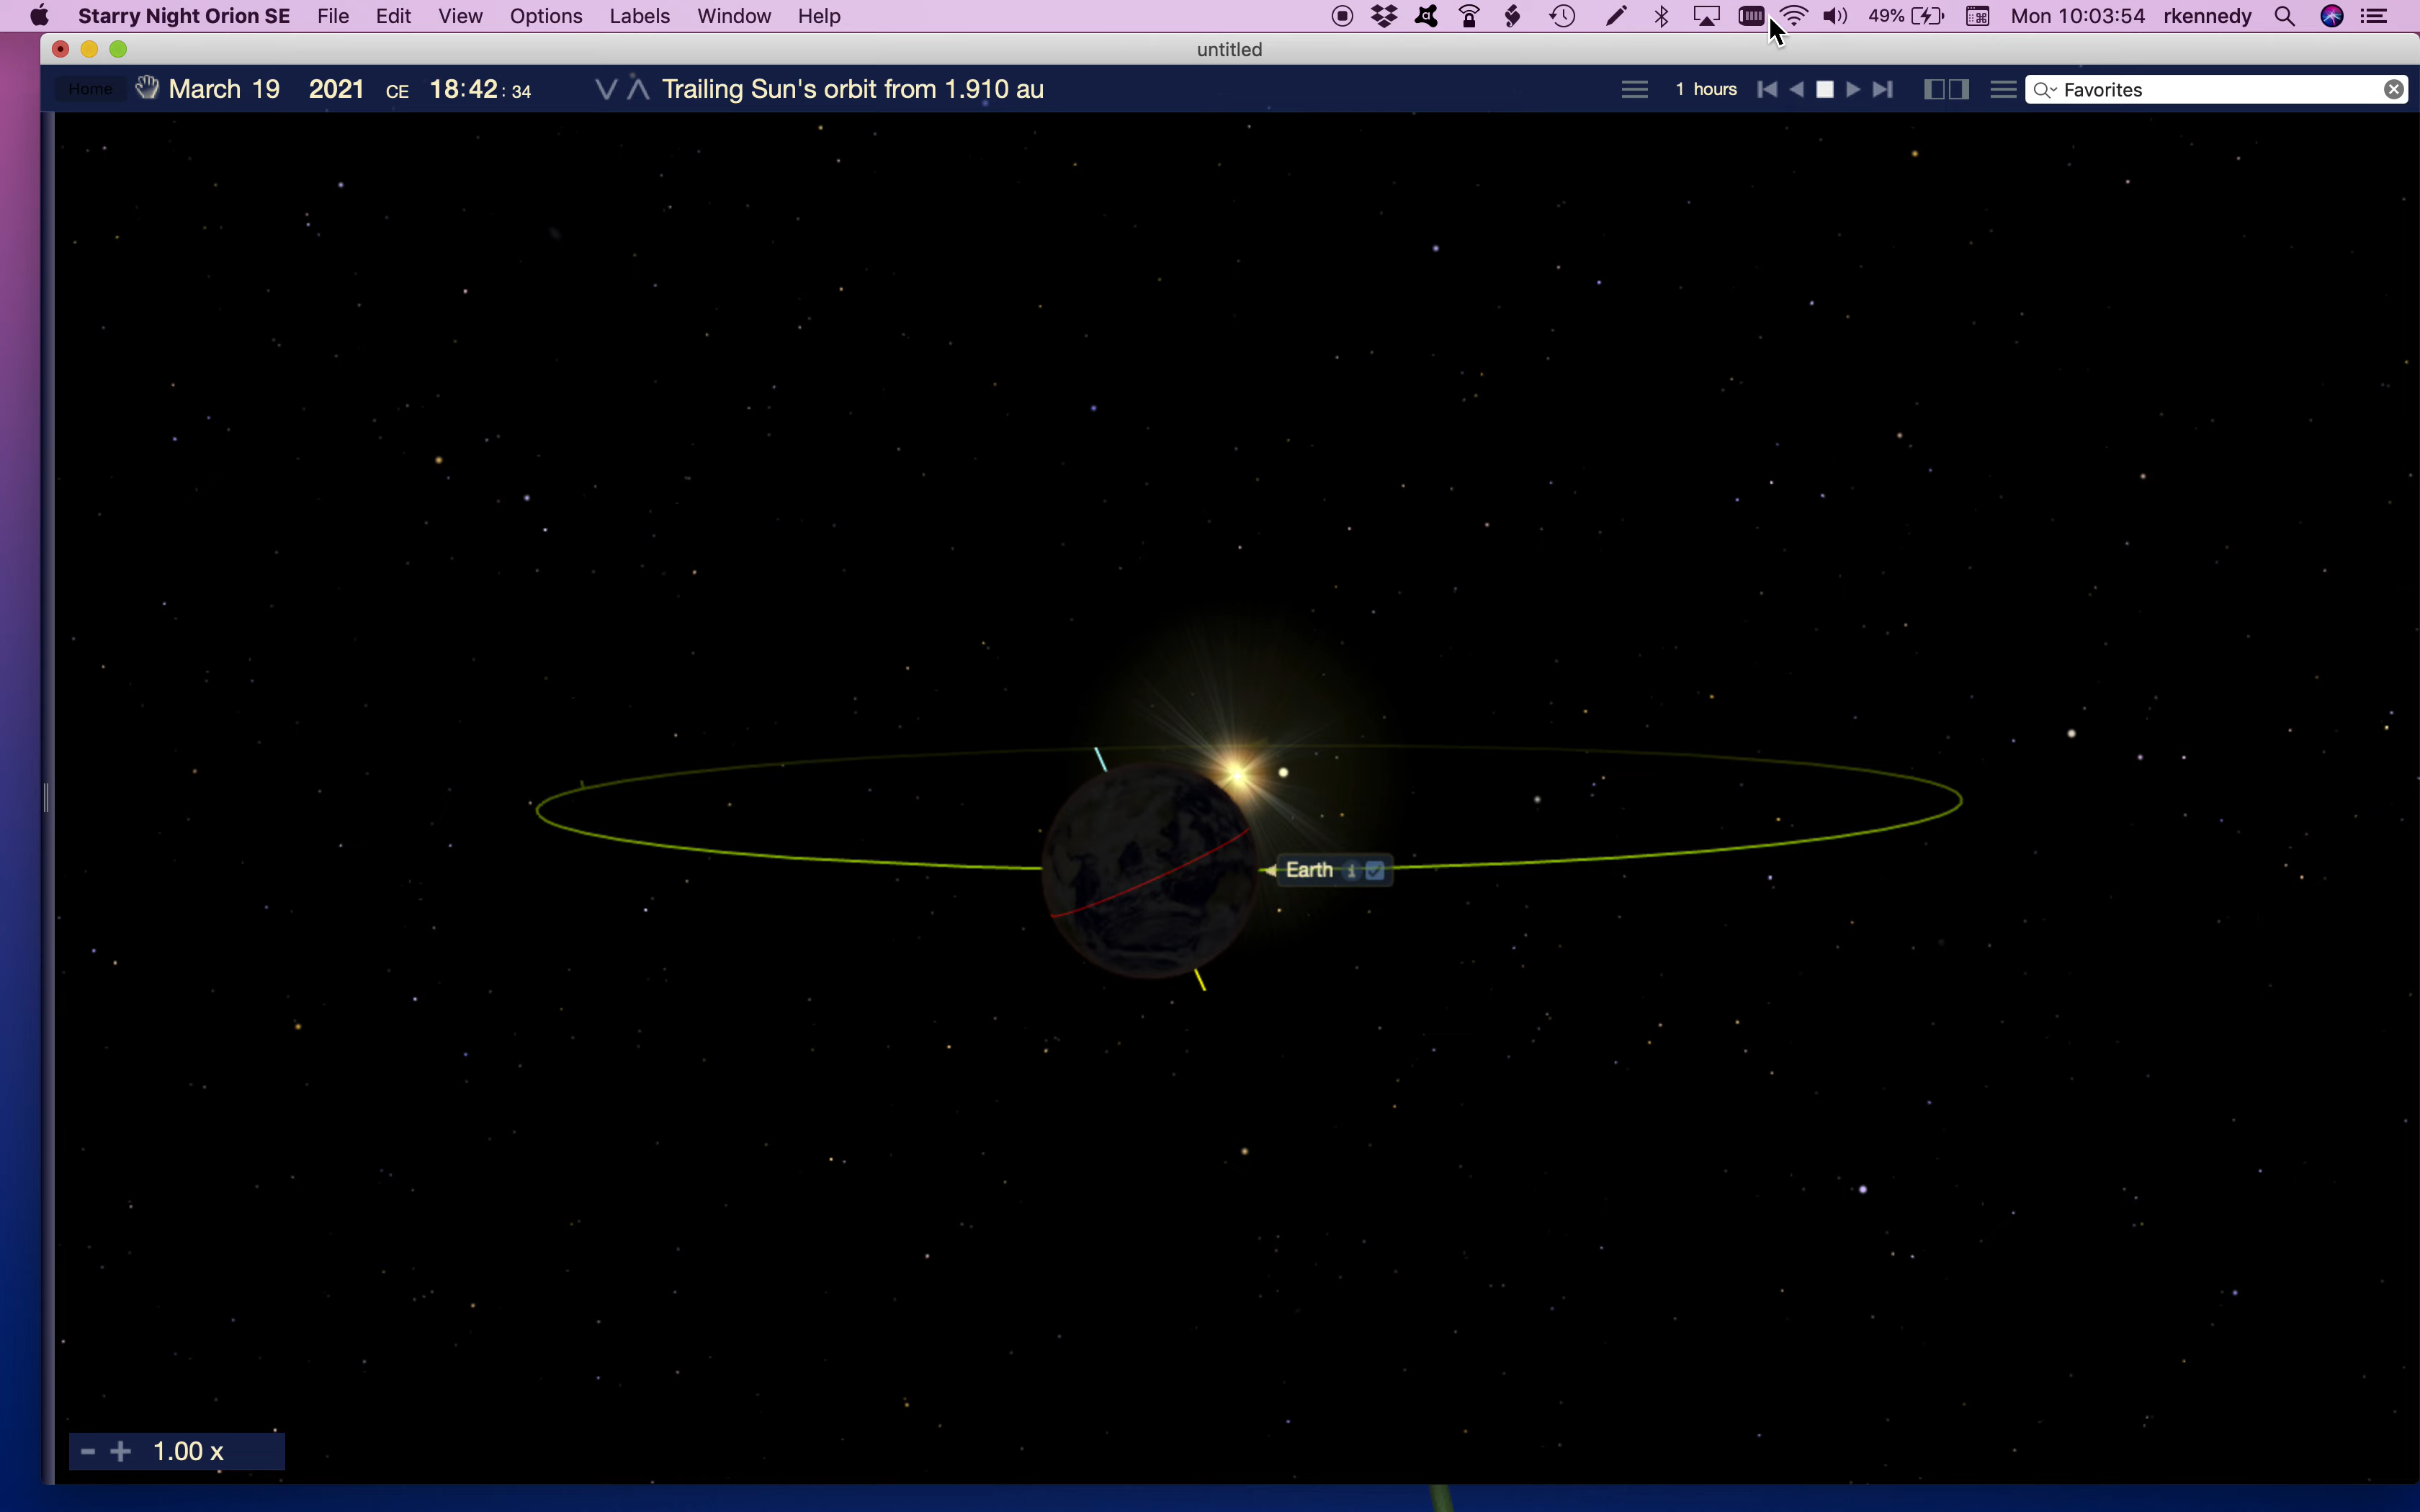 Starry Night Orion SE File Edit View Options Labels Window Help 49% Mon 10:03:54 rkennedy
untitled
Home March 19 2021 CE 18:42:34 Trailing Sun's orbit from 1.910 au 1 hours Favorites
Earth i
- + 1.00 x